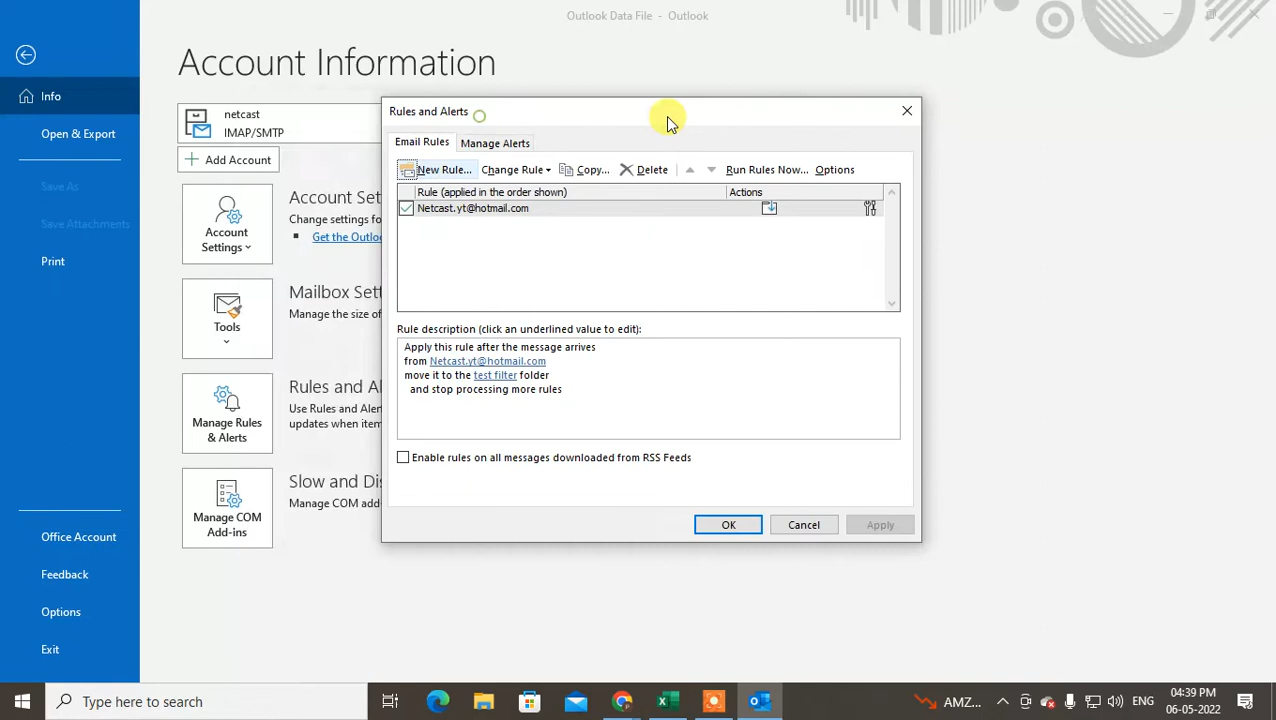 Outlook Data File - Outlook
Account Information
Info
Open & Export
Save As
Save Attachments
Print
Office Account
Feedback
Options
Exit
netcast
IMAP/SMTP
Add Account
Account Settings
Account Set
Change settings fo
Get the Outloo
Tools
Mailbox Sett
Manage the size of
Manage Rules & Alerts
Rules and Al
Use Rules and Alert
updates when item
Manage COM Add-ins
Slow and Dis
Manage COM add-
Rules and Alerts
Email Rules
Manage Alerts
New Rule...
Change Rule
Copy...
Delete
Run Rules Now...
Options
Rule (applied in the order shown)
Actions
Netcast.yt@hotmail.com
Rule description (click an underlined value to edit):
Apply this rule after the message arrives
from Netcast.yt@hotmail.com
move it to the test filter folder
and stop processing more rules
Enable rules on all messages downloaded from RSS Feeds
OK
Cancel
Apply
Type here to search
AMZ...
ENG
04:39 PM
06-05-2022